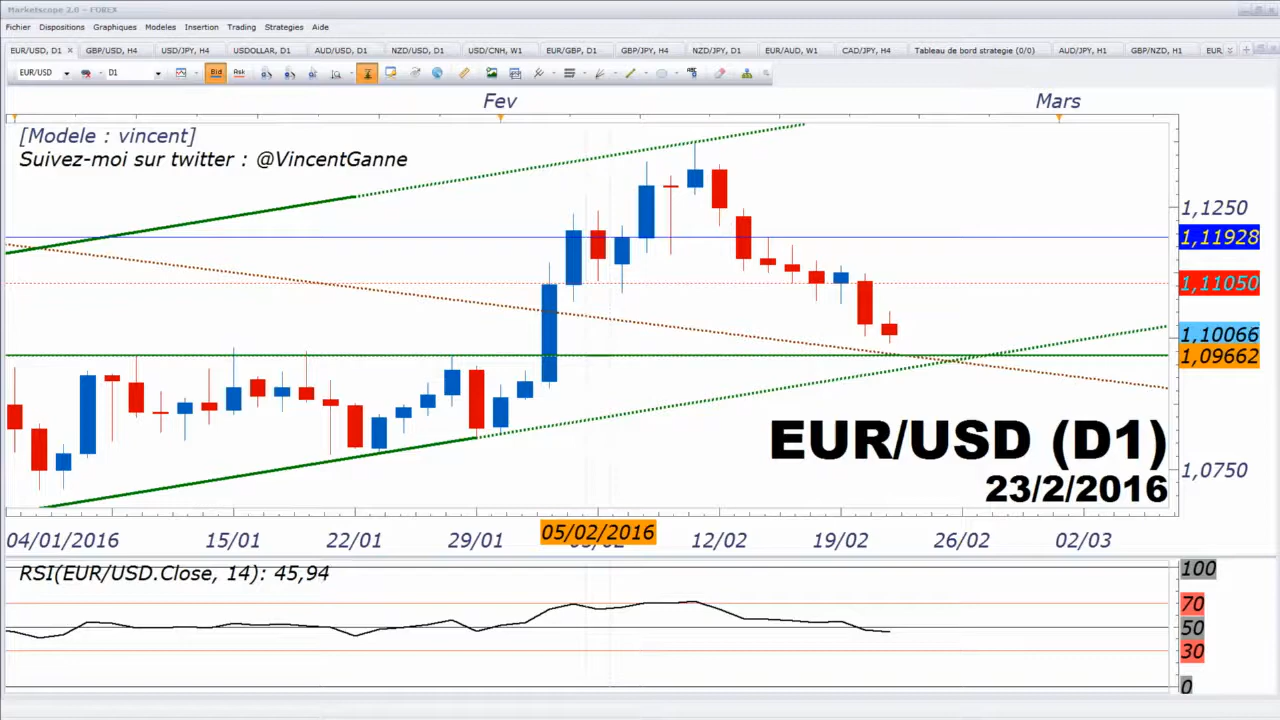 Marketscope 2.0 - FOREX
Fichier Dispositions Graphiques Modeles Insertion Trading Strategies Aide
EUR/USD, D1 GBP/USD, H4 USD/JPY, H4 USDOLLAR, D1 AUD/USD, D1 NZD/USD, D1 USD/CNH, W1 EUR/GBP, D1 GBP/JPY, H4 NZD/JPY, D1 EUR/AUD, W1 CAD/JPY, H4 Tableau de bord strategie (0/0) AUD/JPY, H1 GBP/NZD, H1 EUR
EUR/USD D1 Bid Ask
Fev Mars
[Modele : vincent]
Suivez-moi sur twitter : @VincentGanne
1,1250
1,11928
1,11050
1,10066
1,09662
EUR/USD (D1)
1,0750
23/2/2016
04/01/2016 15/01 22/01 29/01 05/02/2016 12/02 19/02 26/02 02/03
RSI(EUR/USD.Close, 14): 45,94
100
70
50
30
0